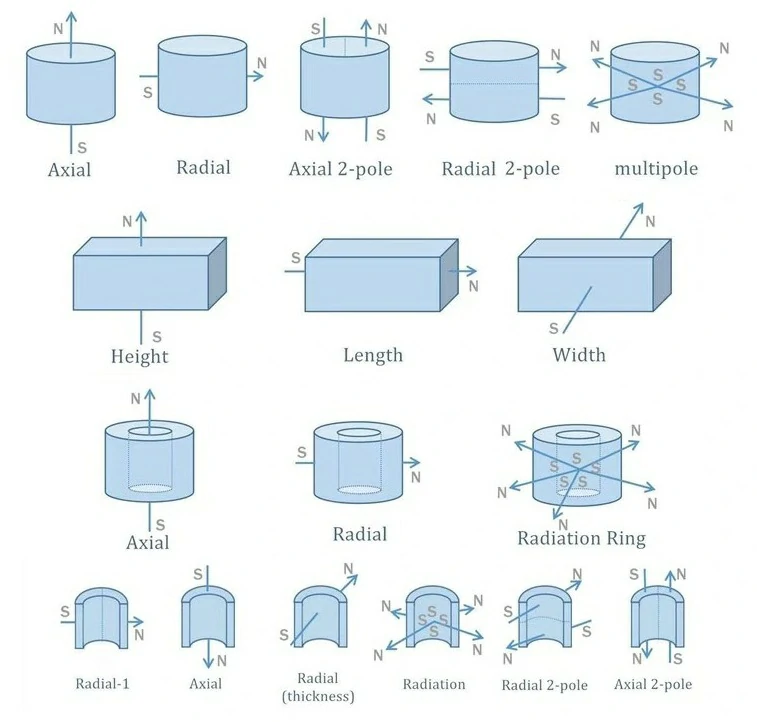 S N
N S N N N
N S S
S S S
S
S N N S N N
Axial Radial Axial 2-pole Radial 2-pole multipole
N N
S
N
S S
Height Length Width
N
N N
S S
S S
N N N
S S
S N
Axial Radial Radiation Ring
S N S N
N N
S S
S S S
S
N S
N N N N S
Radial-1 Axial Radial Radiation Radial 2-pole Axial 2-pole
(thickness)